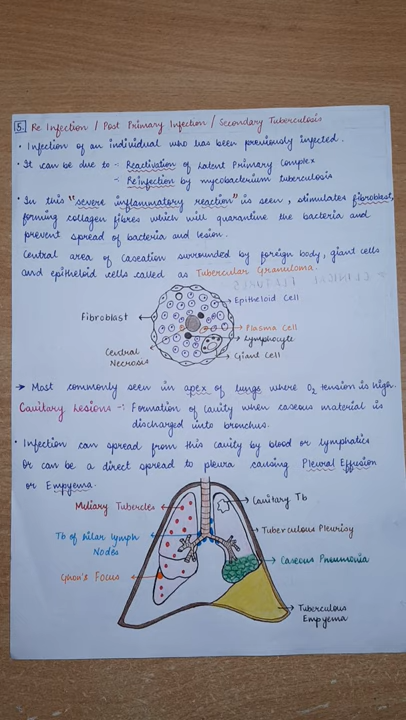 5. Re Infection / Post Primary Infection / Secondary Tuberculosis
• Infection of an individual who has been previously infected.
• It can be due to :- Reactivation of Latent Primary Complex
:- Reinfection by mycobacterium tuberculosis
• In this "severe inflammatory reaction" is seen, stimulates fibroblast,
forming collagen fibres which will quarantine the bacteria and
prevent spread of bacteria and lesion.
Central area of Caseation surrounded by foreign body, giant cells
and epitheloid cells called as Tubercular Granuloma.
Epitheloid Cell
Fibroblast
Plasma Cell
Lymphocyte
Central
Necrosis
Giant Cell
→ Most commonly seen in apex of lungs where O2 tension is high.
Cavitary Lesions :- Formation of cavity when caseous material is
discharged into bronchus.
• Infection can spread from this cavity by blood or lymphatics
Or can be a direct spread to pleura causing Pleural Effusion
or Empyema.
Miliary Tubercles
Cavitary Tb
Tb of hilar lymph
Nodes
Tuberculous Pleurisy
Caseous Pneumonia
Ghon's Focus
Tuberculous
Empyema